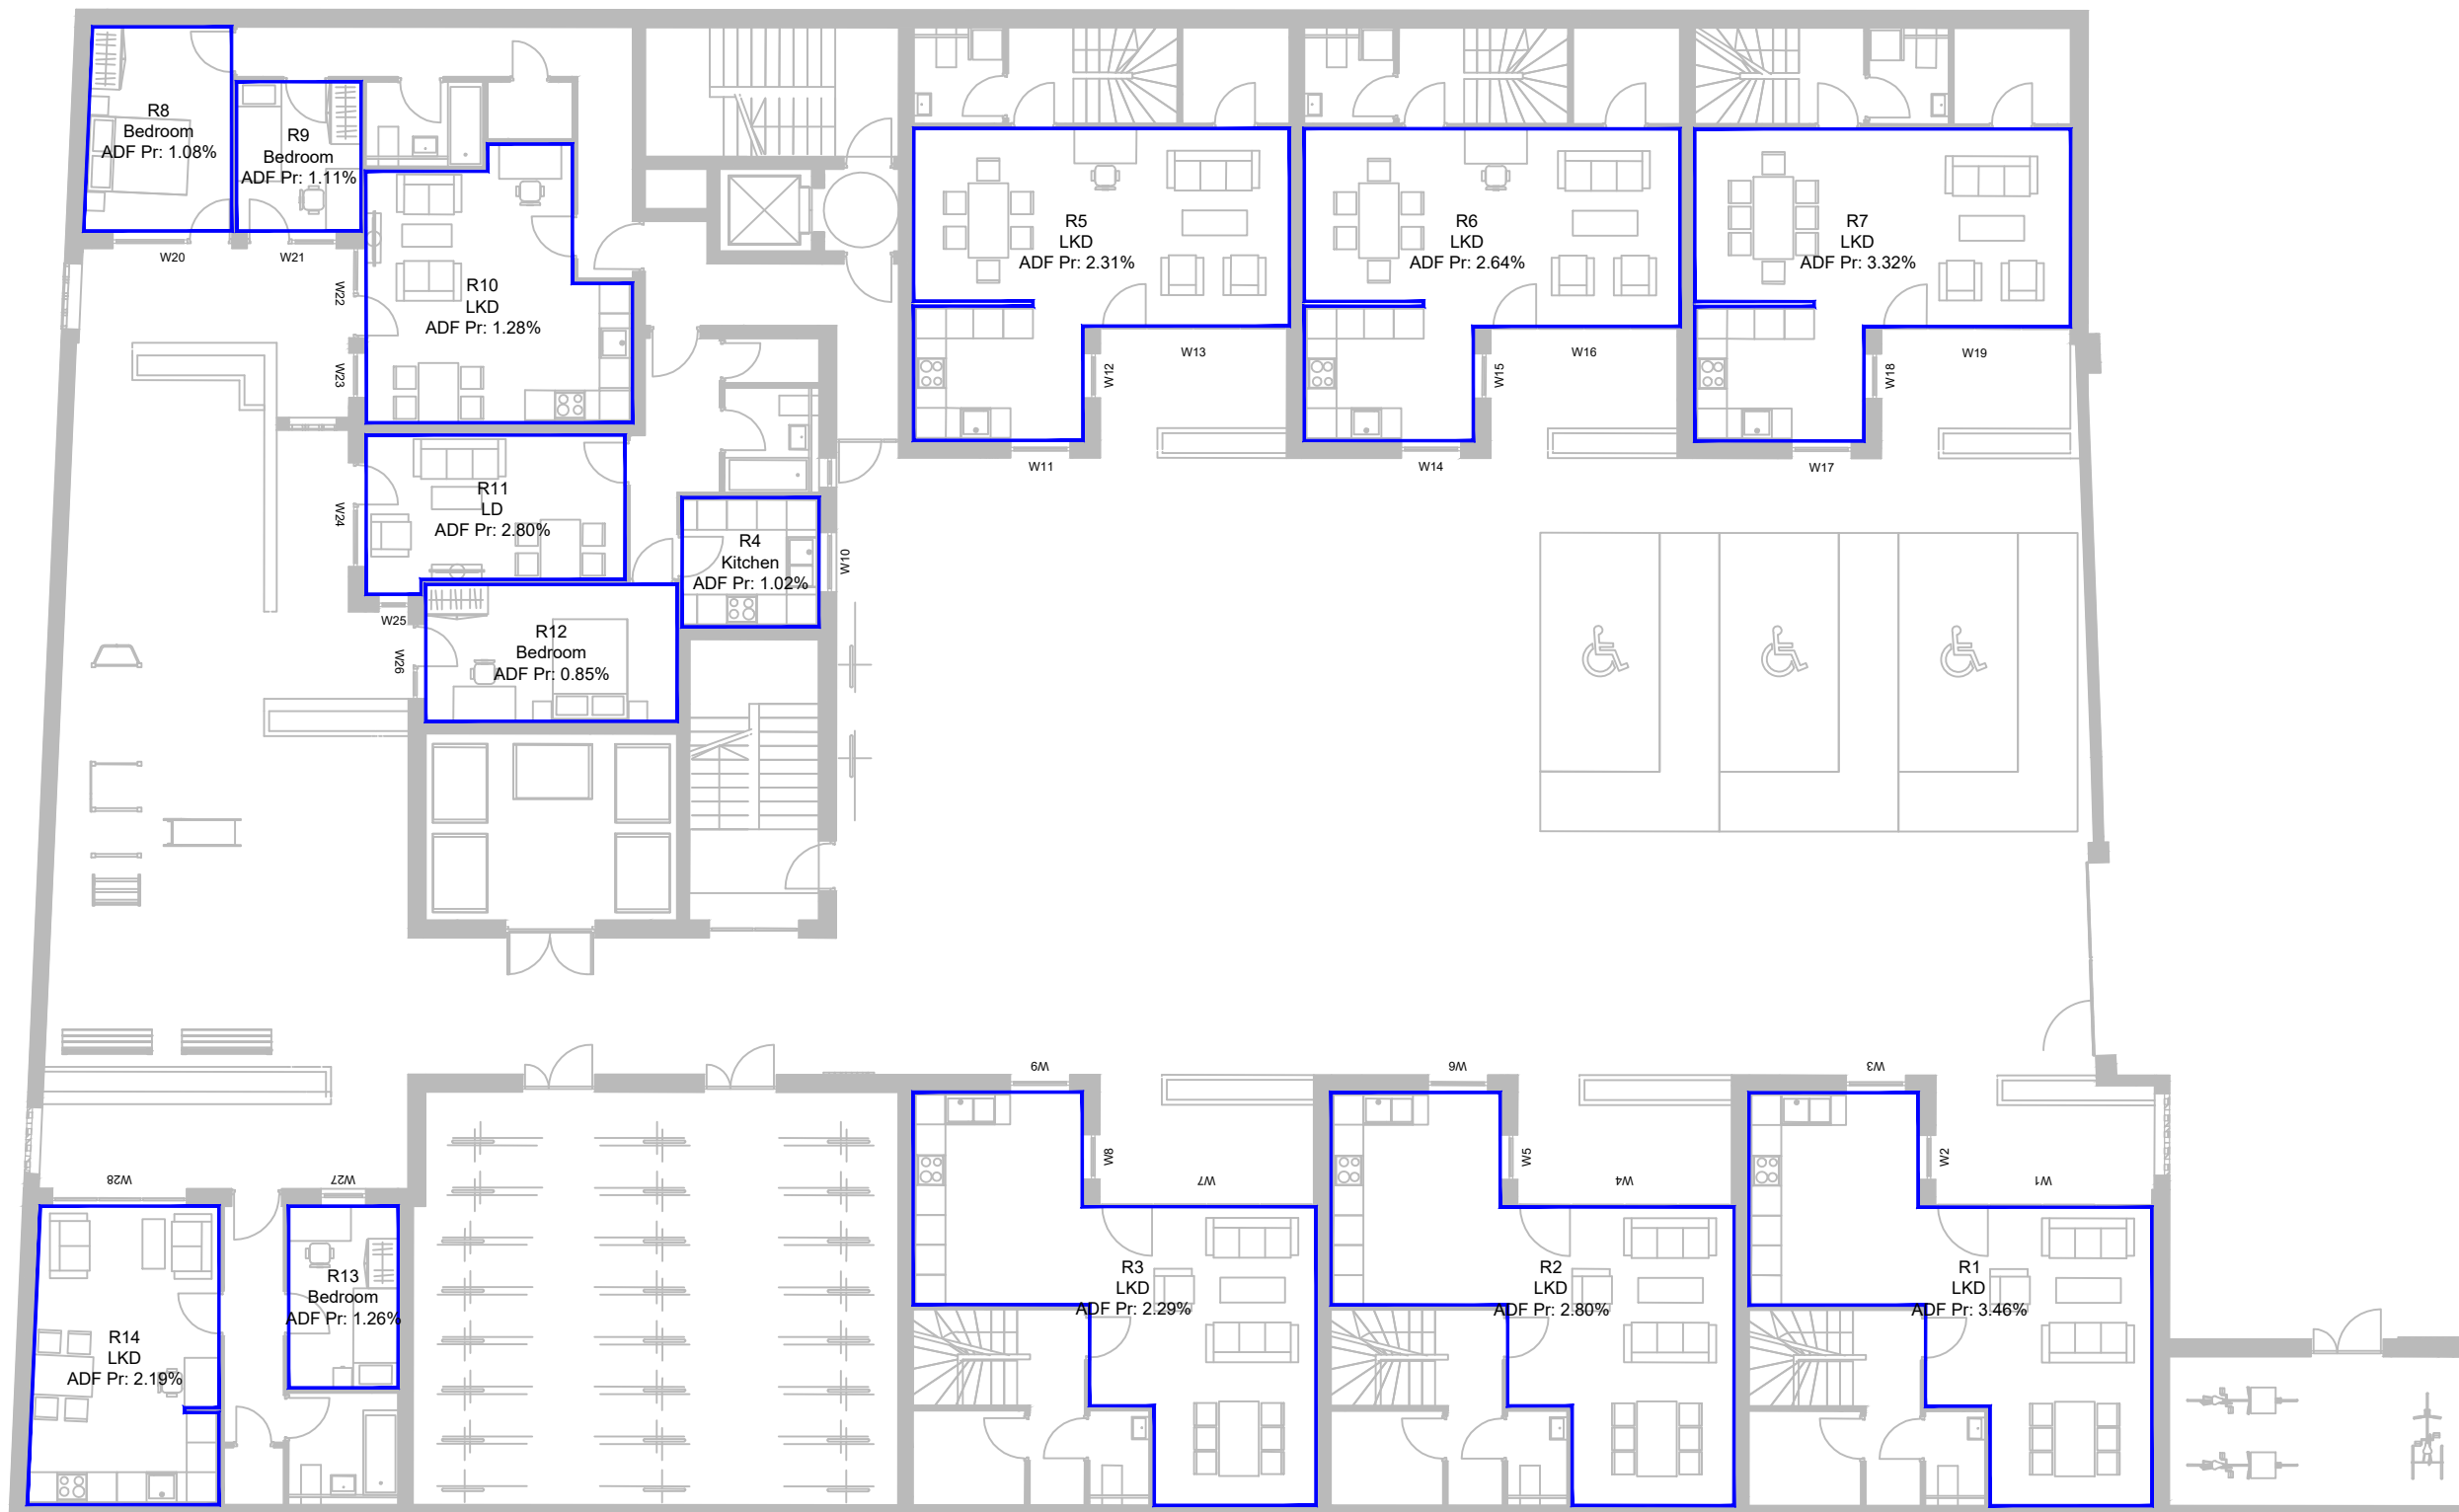 R8
Bedroom
ADF Pr: 1.08%
R9
Bedroom
ADF Pr: 1.11%
W20
W21
W22
R10
LKD
ADF Pr: 1.28%
W23
R5
LKD
ADF Pr: 2.31%
W13
W12
W11
R6
LKD
ADF Pr: 2.64%
W16
W15
W14
R7
LKD
ADF Pr: 3.32%
W19
W18
W17
R11
LD
ADF Pr: 2.80%
W24
W25
R4
Kitchen
ADF Pr: 1.02%
W10
R12
Bedroom
ADF Pr: 0.85%
W26
W9
W8
W7
W6
W5
W4
W3
W2
W1
W28
W27
R3
LKD
ADF Pr: 2.29%
R2
LKD
ADF Pr: 2.80%
R1
LKD
ADF Pr: 3.46%
R13
Bedroom
ADF Pr: 1.26%
R14
LKD
ADF Pr: 2.19%